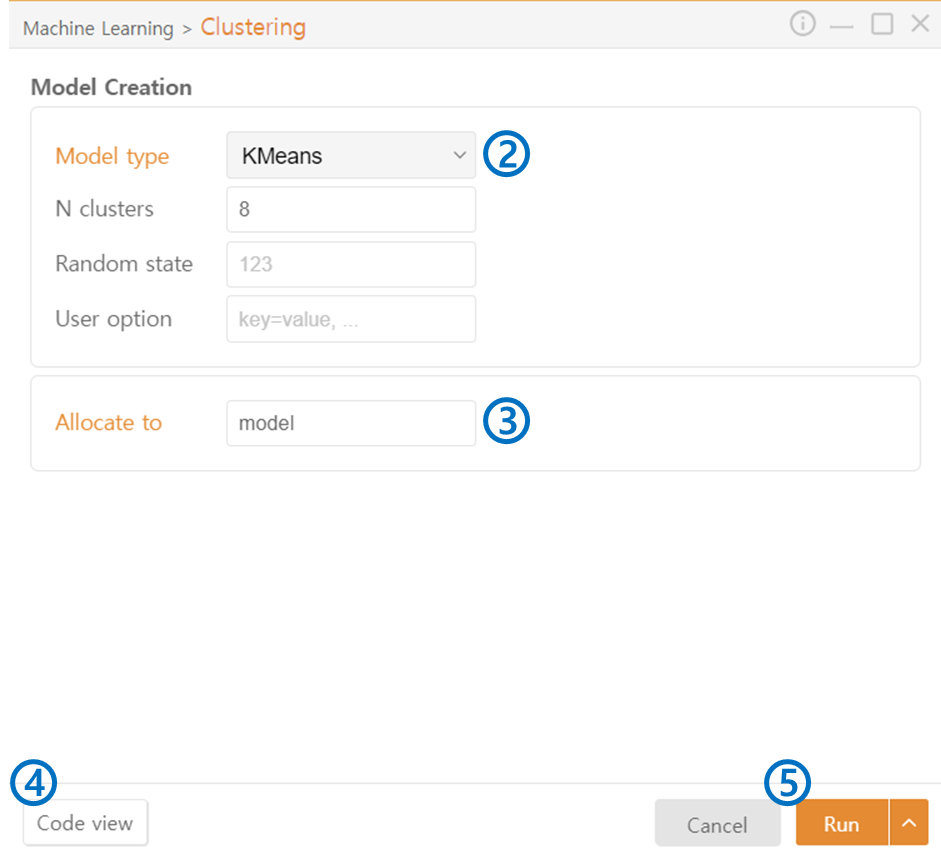 Machine Learning > Clustering
Model Creation
Model type KMeans ②
N clusters 8
Random state 123
User option key=value, ...
Allocate to model ③
④ ⑤
Code view Cancel Run